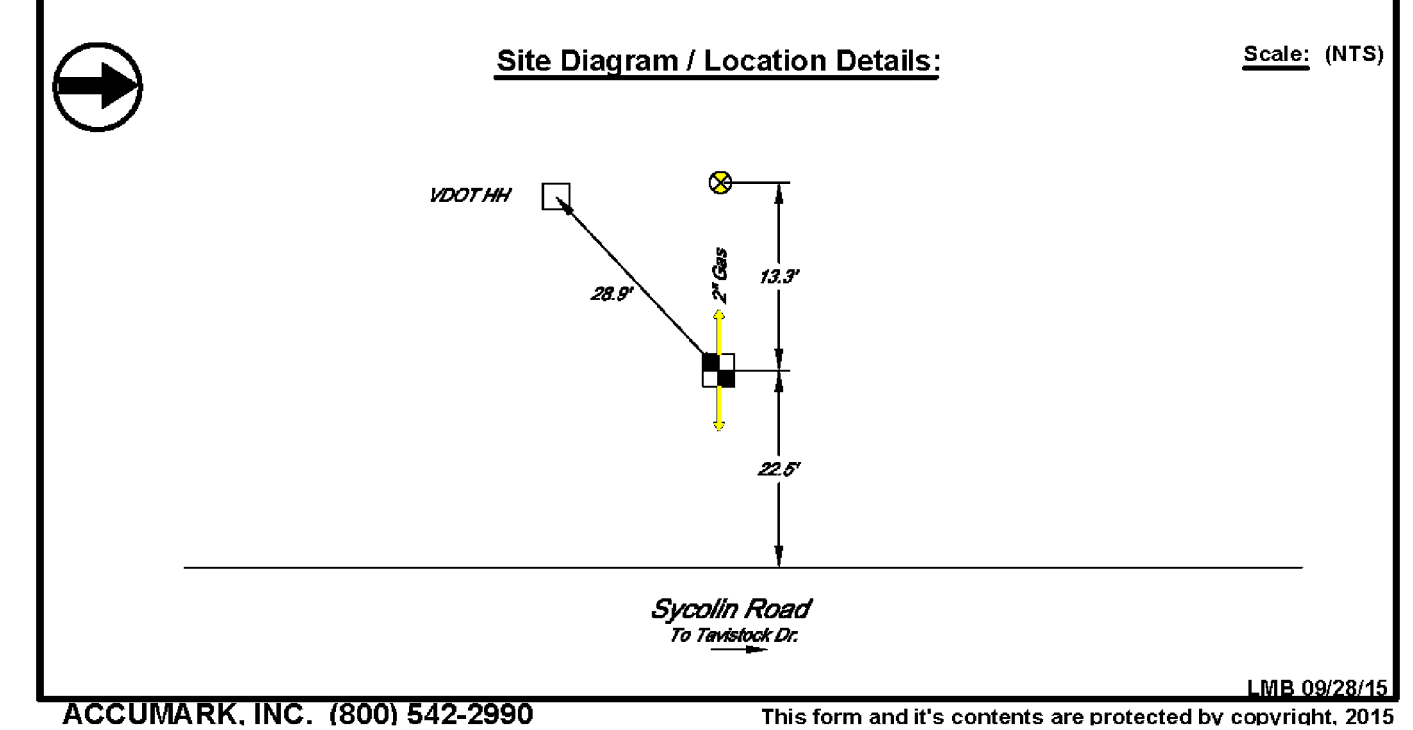 Site Diagram / Location Details:
Scale: (NTS)
VDOT HH
2" Gas
13.3'
28.9'
22.5'
Sycolin Road
To Tavistock Dr.
LMB 09/28/15
ACCUMARK, INC. (800) 542-2990
This form and it's contents are protected by copyright, 2015